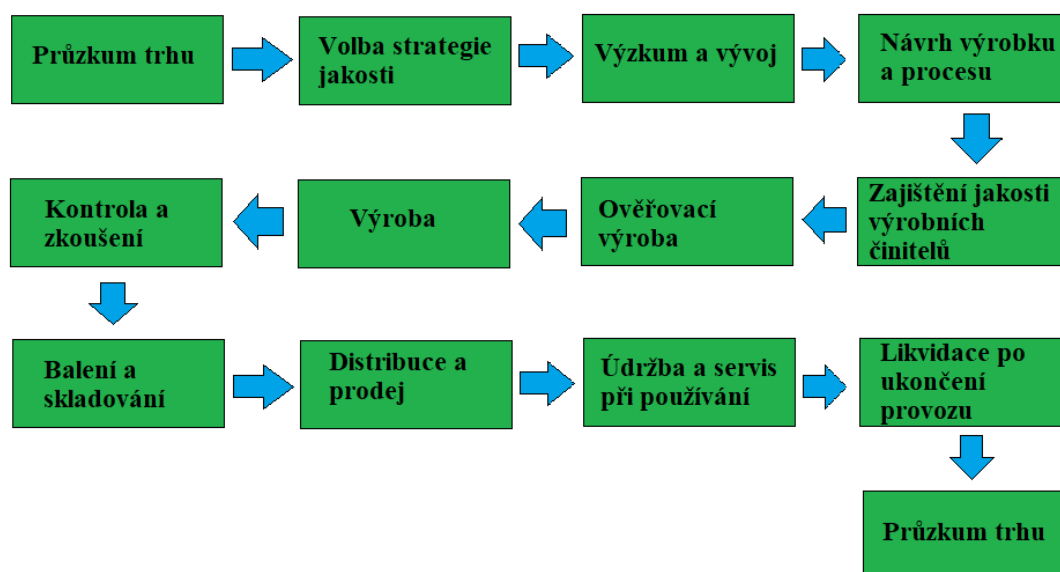 Průzkum trhu
Volba strategie
jakosti
Výzkum a vývoj
Návrh výrobku
a procesu
Zajištění jakosti
výrobních
činitelů
Ověřovací
výroba
Výroba
Kontrola a
zkoušení
Balení a
skladování
Distribuce a
prodej
Údržba a servis
při používání
Likvidace po
ukončení
provozu
Průzkum trhu